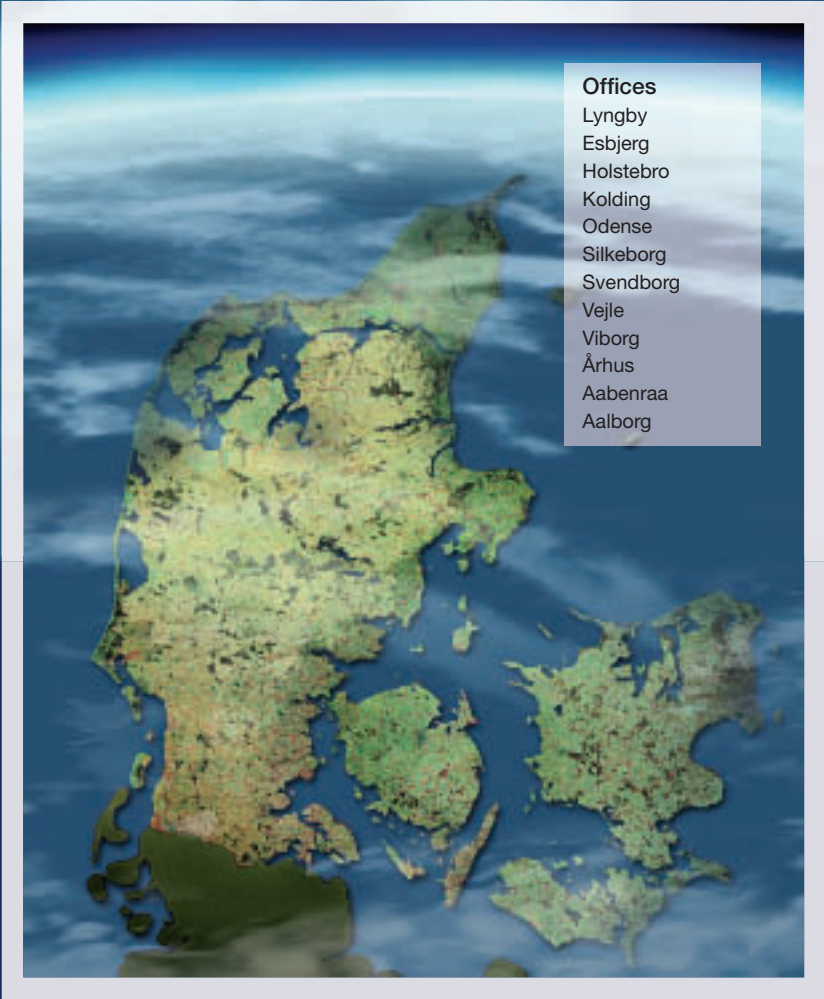 Offices
Lyngby
Esbjerg
Holstebro
Kolding
Odense
Silkeborg
Svendborg
Vejle
Viborg
Århus
Aabenraa
Aalborg